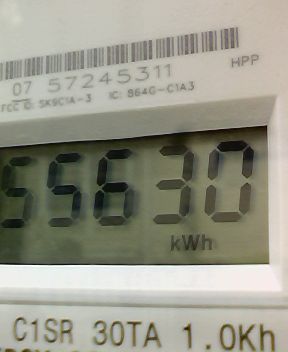 HPP
07 57245311
FCC ID: SK9C1A-3 IC: 864G-C1A3
55630
kWh
C1SR 30TA 1.0Kh